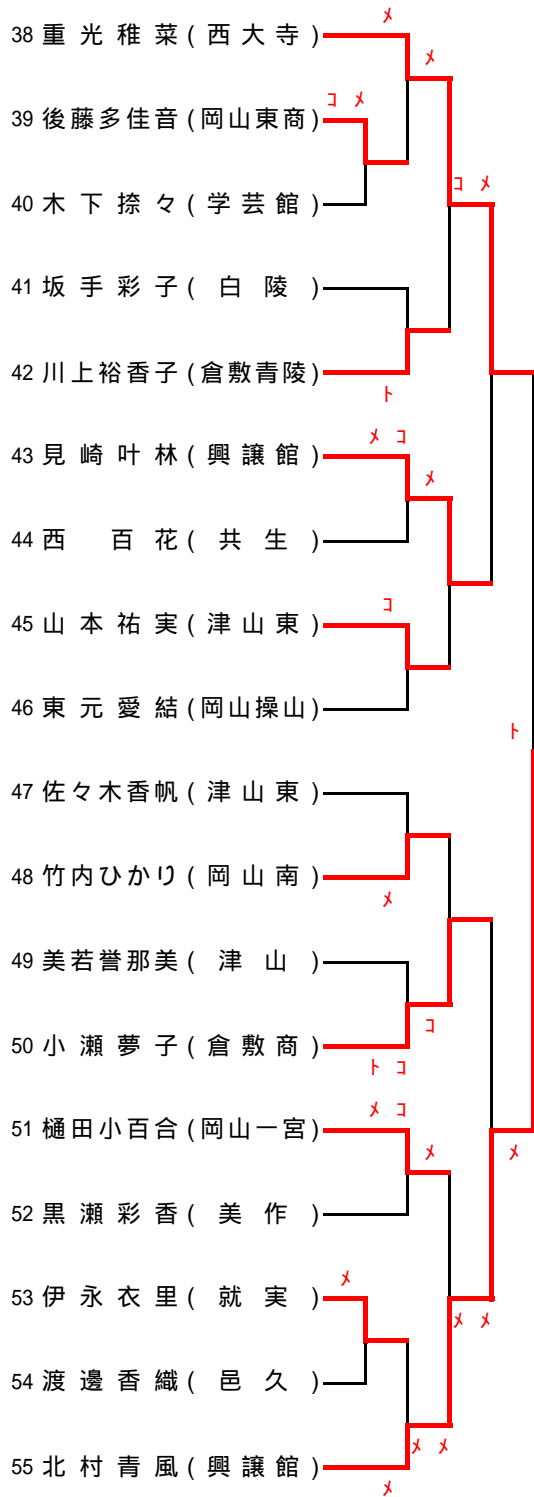 ﾒ
38 重光稚菜(西大寺)
ﾒ
ｺ ﾒ
39 後藤多佳音(岡山東商)
ｺ ﾒ
40 木下捺々(学芸館)
41 坂手彩子(白陵)
42 川上裕香子(倉敷青陵)
ﾄ
ﾒ ｺ
43 見崎叶林(興譲館)
ﾒ
44 西 百花(共生)
ｺ
45 山本祐実(津山東)
46 東元愛結(岡山操山)
ﾄ
47 佐々木香帆(津山東)
48 竹内ひかり(岡山南)
ﾒ
49 美若誉那美(津山)
ｺ
50 小瀬夢子(倉敷商)
ﾄ ｺ
ﾒ ｺ
51 樋田小百合(岡山一宮)
ﾒ ﾒ
52 黒瀬彩香(美作)
ﾒ
53 伊永衣里(就実)
ﾒ ﾒ
54 渡邊香織(邑久)
ﾒ ﾒ
55 北村青風(興譲館)
ﾒ